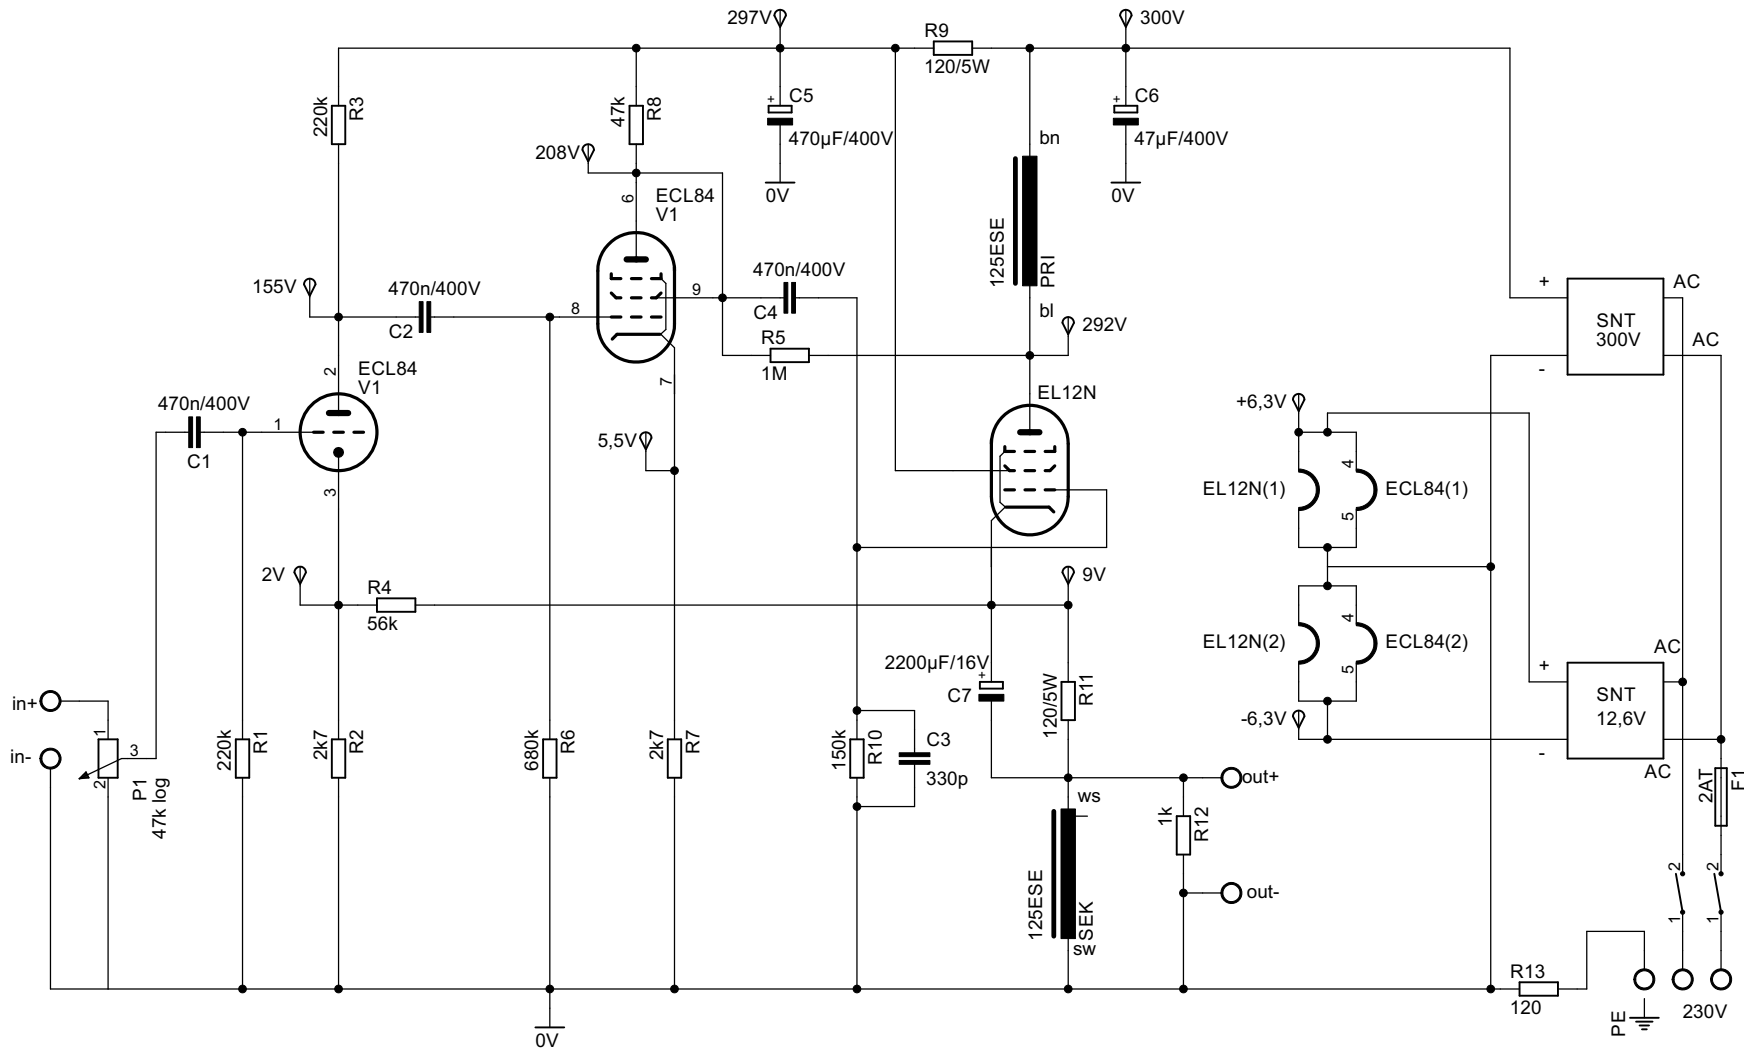 297V
300V
R9
120/5W
220k
R3
47k
R8
+
C5
470µF/400V
0V
+
C6
47µF/400V
0V
bn
208V
6
ECL84
V1
125ESE
PRI
bl
155V
470n/400V
C2
8
9
7
470n/400V
C4
R5
1M
292V
+
-
SNT
300V
AC
AC
2
ECL84
V1
470n/400V
C1
1
3
5,5V
EL12N
+6,3V
EL12N(1)
4
5
ECL84(1)
2V
R4
56k
9V
EL12N(2)
4
5
ECL84(2)
-6,3V
+
-
SNT
12,6V
AC
AC
2200µF/16V
+
C7
120/5W
R11
in+
in-
1
3
2
P1
47k log
220k
R1
2k7
R2
680k
R6
2k7
R7
150k
R10
C3
330p
out+
ws
1k
R12
out-
125ESE
SEK
sw
2AT
F1
2
1
2
1
R13
120
PE
230V
0V